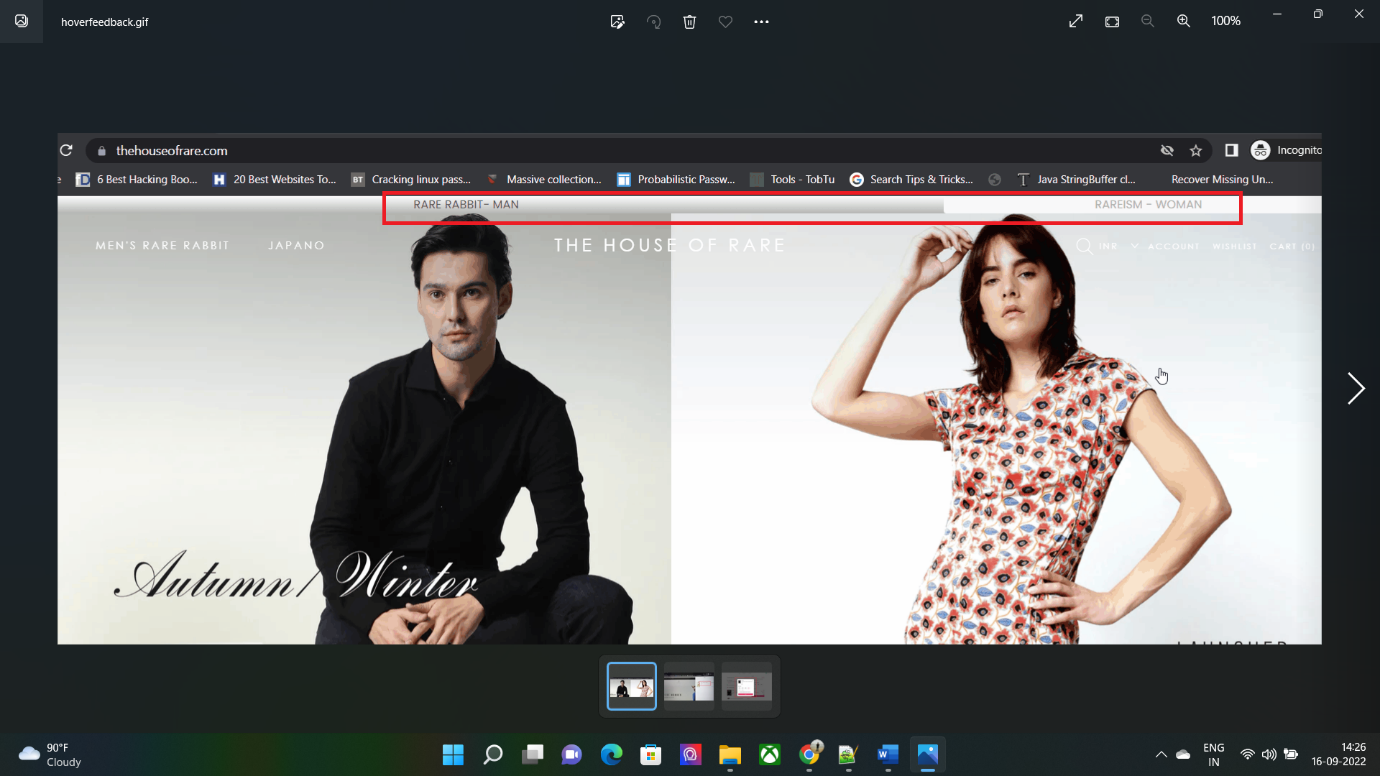 hoverfeedback.gif
100%
thehouseofrare.com
Incognito
e
6 Best Hacking Boo...
20 Best Websites To...
BT
Cracking linux pass...
Massive collection...
Probabilistic Passw...
Tools - TobTu
Search Tips & Tricks...
Java StringBuffer cl...
Recover Missing Un...
RARE RABBIT- MAN
RAREISM - WOMAN
MEN'S RARE RABBIT
JAPANO
THE HOUSE OF RARE
INR
ACCOUNT
WISHLIST
CART (0)
Autumn/ Winter
LAUNCHED
90°F
Cloudy
ENG
IN
14:26
16-09-2022